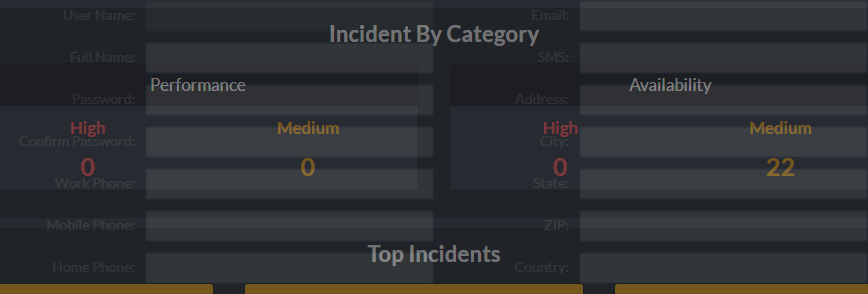 User Name: Email:
Incident By Category
Full Name: SMS:
Performance Availability
Password: Address:
High Medium High Medium
Confirm Password: City:
0 0 0 22
Work Phone: State:
Mobile Phone: ZIP:
Top Incidents
Home Phone: Country: